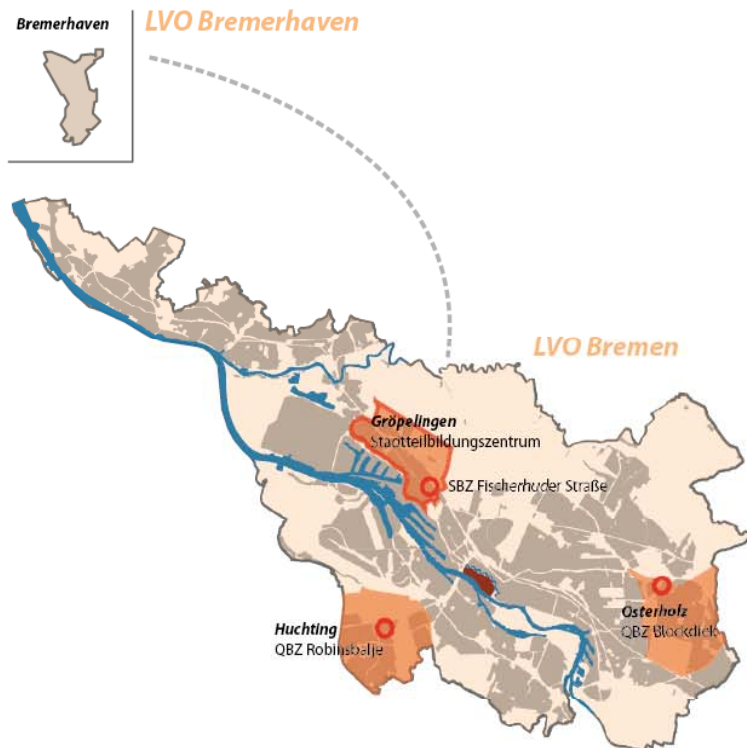 Bremerhaven
LVO Bremerhaven
LVO Bremen
Gröpelingen
Stadtteilbildungszentrum
SBZ Fischerhuder Straße
Osterholz
QBZ Blockdiek
Huchting
QBZ Robinsbalje